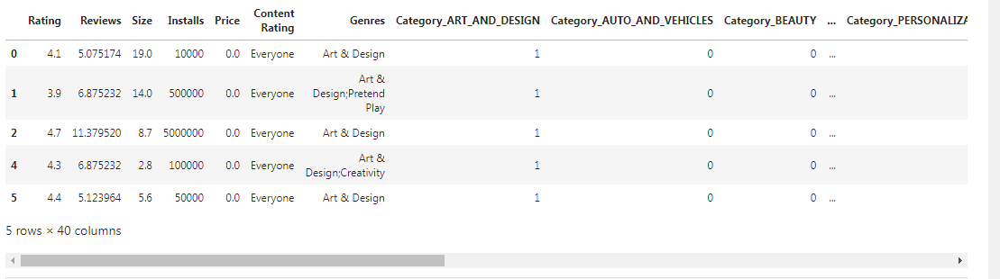 Rating Reviews Size Installs Price Content Rating Genres Category_ART_AND_DESIGN Category_AUTO_AND_VEHICLES Category_BEAUTY ... Category_PERSONALIZA
0 4.1 5.075174 19.0 10000 0.0 Everyone Art & Design 1 0 0 ...
1 3.9 6.875232 14.0 500000 0.0 Everyone Art & Design;Pretend Play 1 0 0 ...
2 4.7 11.379520 8.7 5000000 0.0 Everyone Art & Design 1 0 0 ...
4 4.3 6.875232 2.8 100000 0.0 Everyone Art & Design;Creativity 1 0 0 ...
5 4.4 5.123964 5.6 50000 0.0 Everyone Art & Design 1 0 0 ...
5 rows × 40 columns